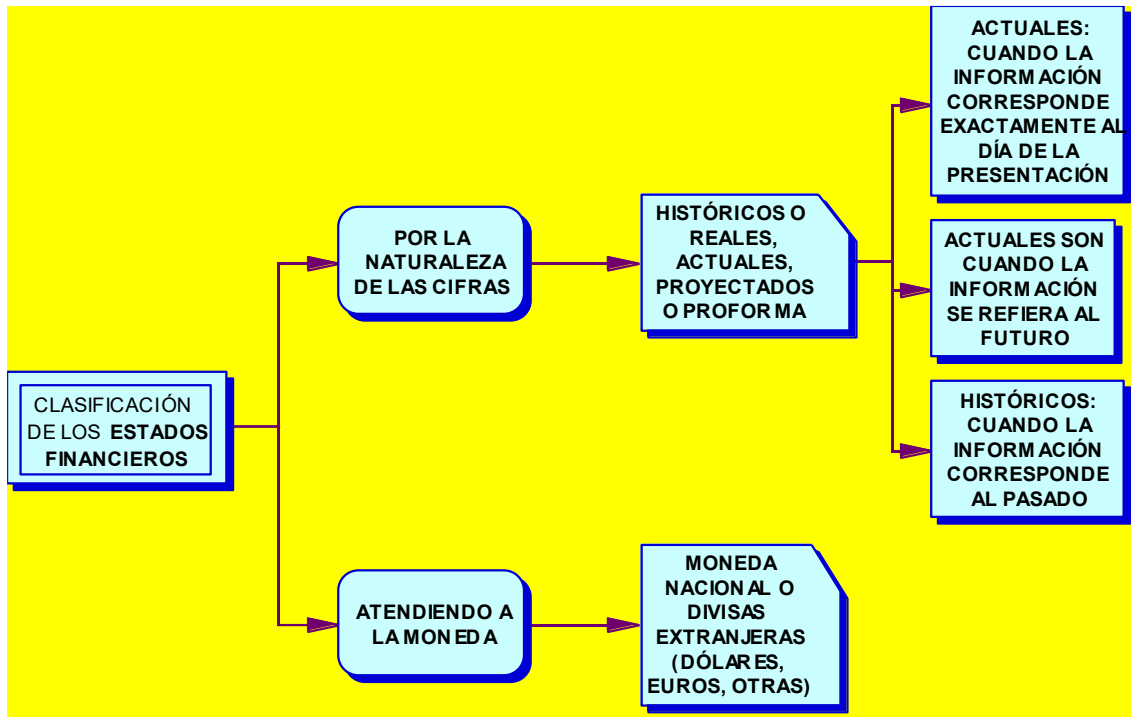 CLASIFICACIÓN
DE LOS ESTADOS
FINANCIEROS
POR LA
NATURALEZA
DE LAS CIFRAS
HISTÓRICOS O
REALES,
ACTUALES,
PROYECTADOS
O PROFORMA
ACTUALES:
CUANDO LA
INFORMACIÓN
CORRESPONDE
EXACTAMENTE AL
DÍA DE LA
PRESENTACIÓN
ACTUALES SON
CUANDO LA
INFORMACIÓN
SE REFIERA AL
FUTURO
HISTÓRICOS:
CUANDO LA
INFORMACIÓN
CORRESPONDE
AL PASADO
ATENDIENDO A
LA MONEDA
MONEDA
NACIONAL O
DIVISAS
EXTRANJERAS
(DÓLARES,
EUROS, OTRAS)